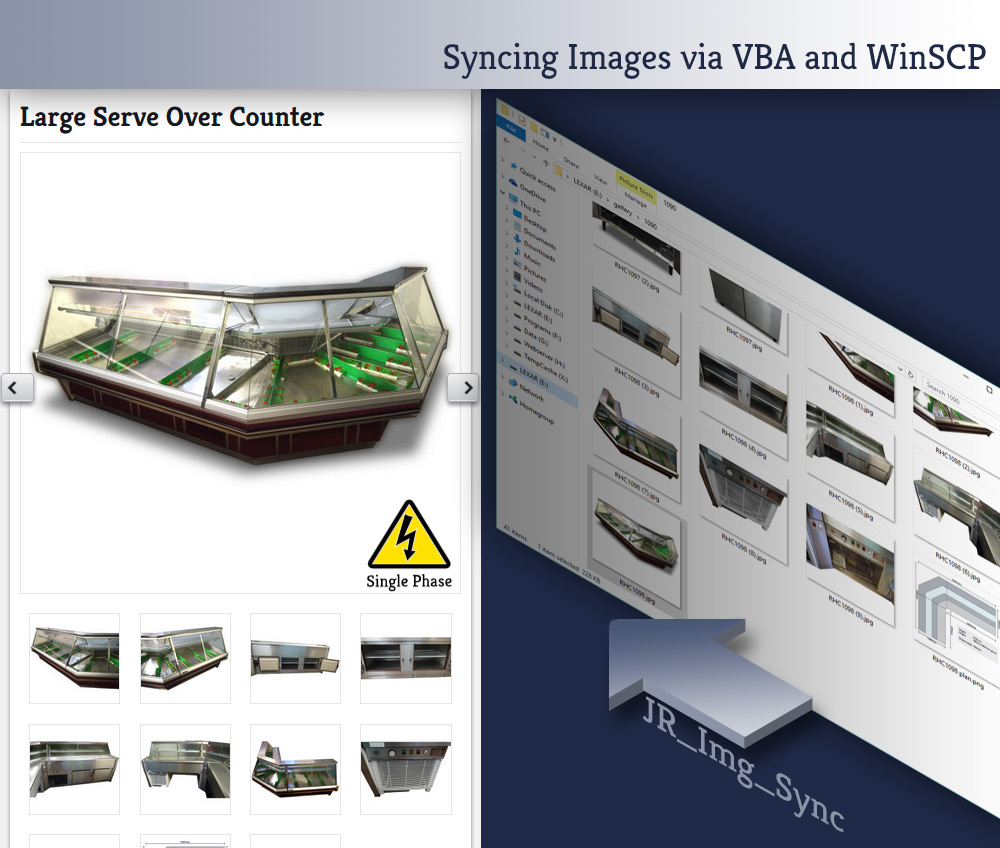 Syncing Images via VBA and WinSCP
Large Serve Over Counter
Single Phase
File
Home
Share
View
Picture Tools
Manage
1090
LEXAR (E:) › gallery › 1090
Search 1090
Quick access
OneDrive
This PC
Desktop
Documents
Downloads
Music
Pictures
Videos
Local Disk (C:)
LEXAR (E:)
Programs (F:)
Data (G:)
Webserver (H:)
TempCache (X:)
LEXAR (E:)
Network
Homegroup
RHC1097 (2).jpg
RHC1097.jpg
RHC1098 (1).jpg
RHC1098 (2).jpg
RHC1098 (3).jpg
RHC1098 (4).jpg
RHC1098 (5).jpg
RHC1098 (6).jpg
RHC1098 (7).jpg
RHC1098 (8).jpg
RHC1098 (9).jpg
RHC1098 plan.png
RHC1098.jpg
41 items
1 item selected 228 KB
JR_Img_Sync